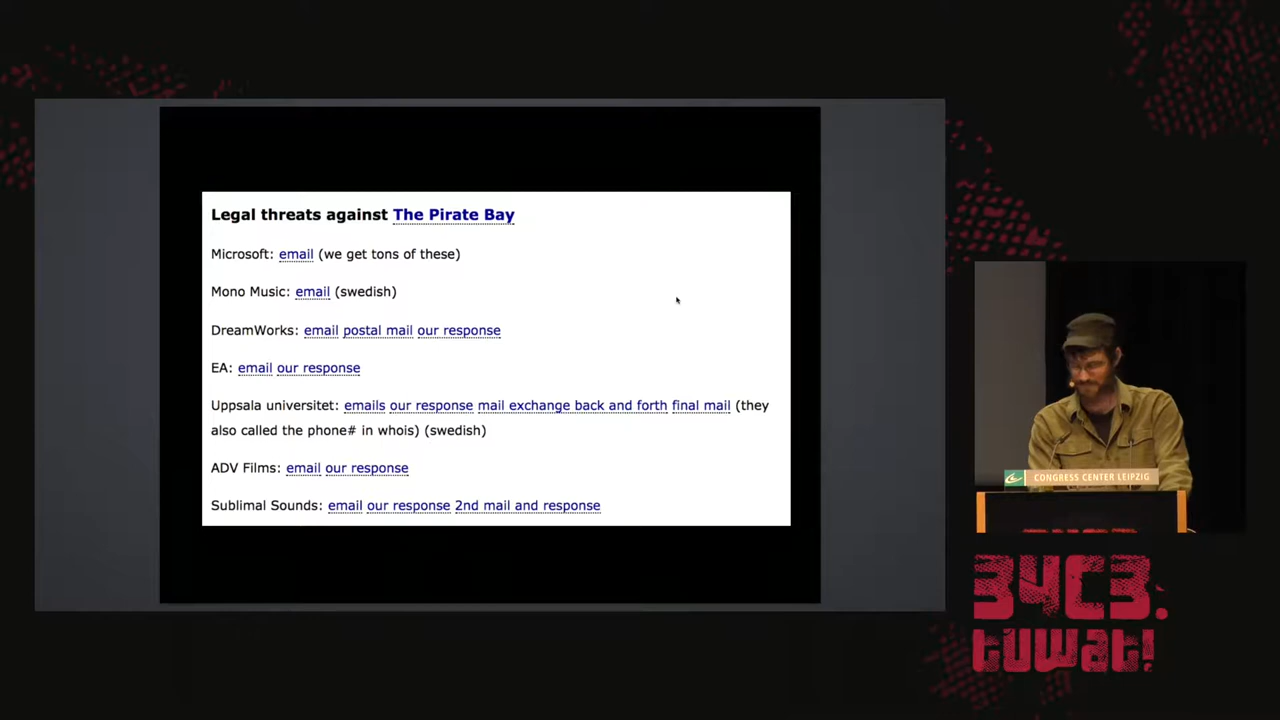 Legal threats against The Pirate Bay
Microsoft: email (we get tons of these)
Mono Music: email (swedish)
DreamWorks: email postal mail our response
EA: email our response
Uppsala universitet: emails our response mail exchange back and forth final mail (they
also called the phone# in whois) (swedish)
ADV Films: email our response
Sublimal Sounds: email our response 2nd mail and response
CONGRESS CENTER LEIPZIG
34C3.
tuwat!